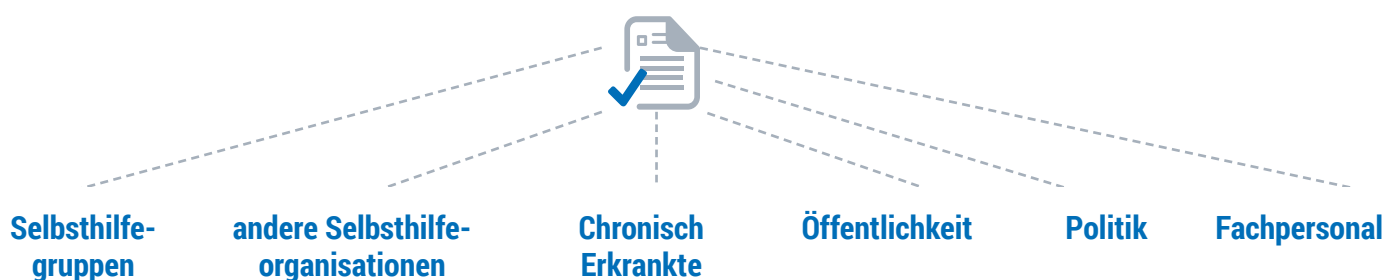 Selbsthilfe-
gruppen
andere Selbsthilfe-
organisationen
Chronisch
Erkrankte
Öffentlichkeit
Politik
Fachpersonal